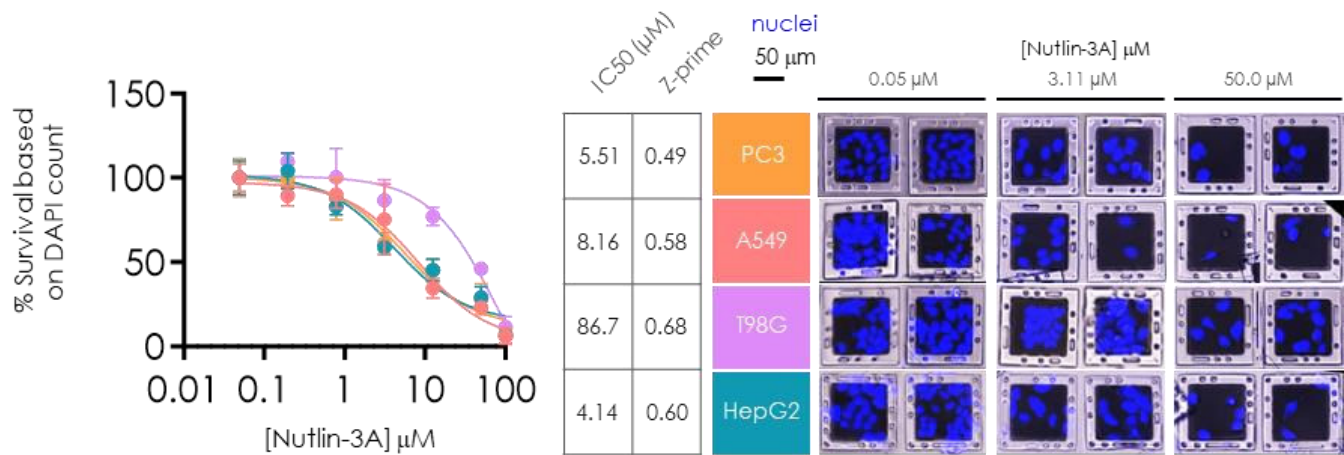 % Survival based
on DAPI count
150
100
50
0
0.01 0.1 1 10 100
[Nutlin-3A] μM
IC50 (μM)
Z-prime
nuclei
50 μm
[Nutlin-3A] μM
0.05 μM 3.11 μM 50.0 μM
5.51 0.49 PC3
8.16 0.58 A549
86.7 0.68 T98G
4.14 0.60 HepG2